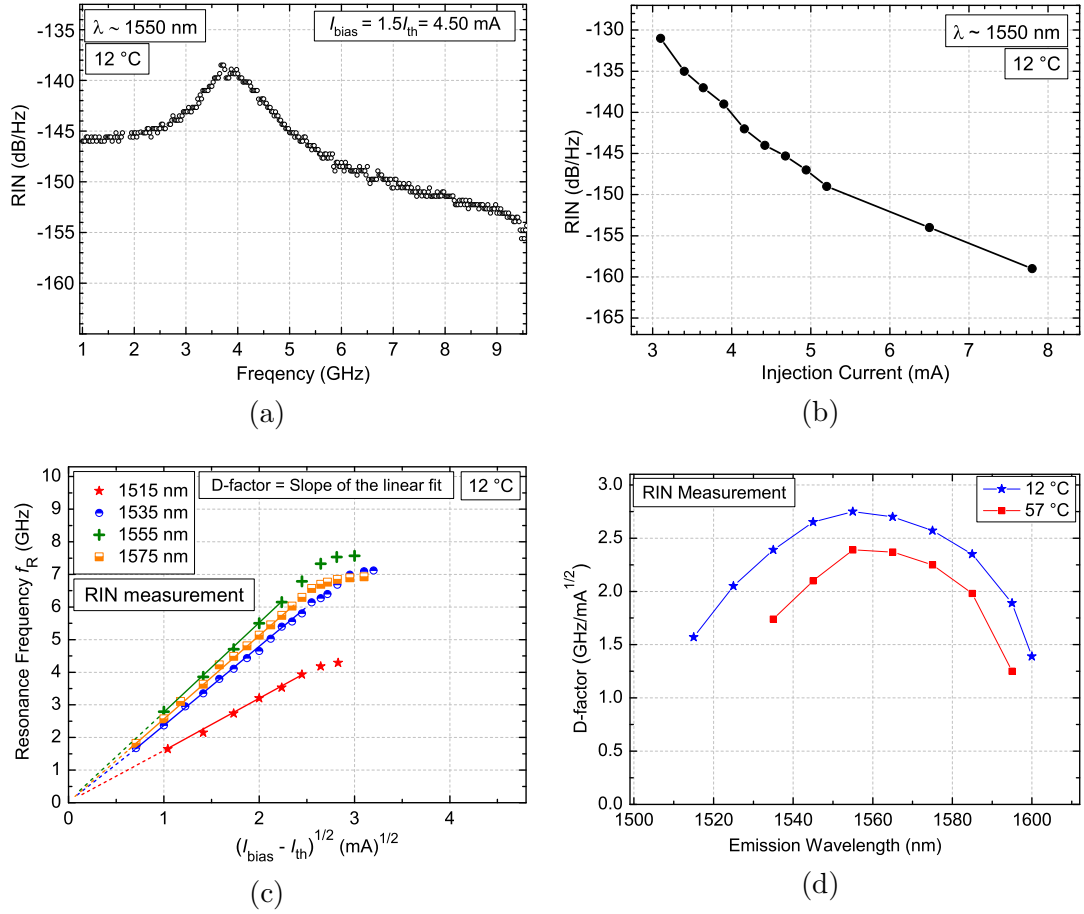 λ ~ 1550 nm
I_bias = 1.5I_th = 4.50 mA
12 °C
-135
-140
-145
-150
-155
-160
RIN (dB/Hz)
1 2 3 4 5 6 7 8 9
Freqency (GHz)
(a)
λ ~ 1550 nm
12 °C
-130
-135
-140
-145
-150
-155
-160
-165
RIN (dB/Hz)
3 4 5 6 7 8
Injection Current (mA)
(b)
1515 nm
1535 nm
1555 nm
1575 nm
D-factor = Slope of the linear fit
12 °C
RIN measurement
10
9
8
7
6
5
4
3
2
1
0
Resonance Frequency f_R (GHz)
0 1 2 3 4
(I_bias - I_th)^1/2 (mA)^1/2
(c)
RIN Measurement
12 °C
57 °C
3.0
2.5
2.0
1.5
1.0
0.5
0.0
D-factor (GHz/mA^1/2)
1500 1520 1540 1560 1580 1600
Emission Wavelength (nm)
(d)